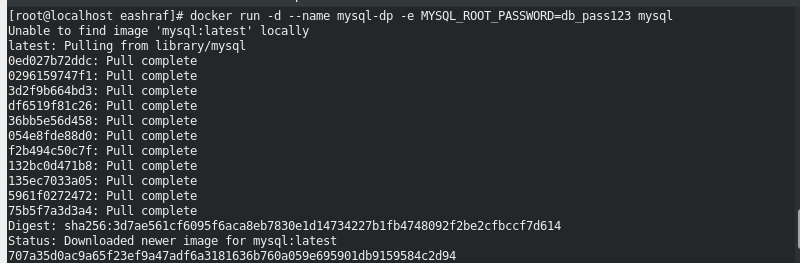 [root@localhost eashraf]# docker run -d --name mysql-dp -e MYSQL_ROOT_PASSWORD=db_pass123 mysql
Unable to find image 'mysql:latest' locally
latest: Pulling from library/mysql
0ed027b72ddc: Pull complete
0296159747f1: Pull complete
3d2f9b664bd3: Pull complete
df6519f81c26: Pull complete
36bb5e56d458: Pull complete
054e8fde88d0: Pull complete
f2b494c50c7f: Pull complete
132bc0d471b8: Pull complete
135ec7033a05: Pull complete
5961f0272472: Pull complete
75b5f7a3d3a4: Pull complete
Digest: sha256:3d7ae561cf6095f6aca8eb7830e1d14734227b1fb4748092f2be2cfbccf7d614
Status: Downloaded newer image for mysql:latest
707a35d0ac9a65f23ef9a47adf6a3181636b760a059e695901db9159584c2d94